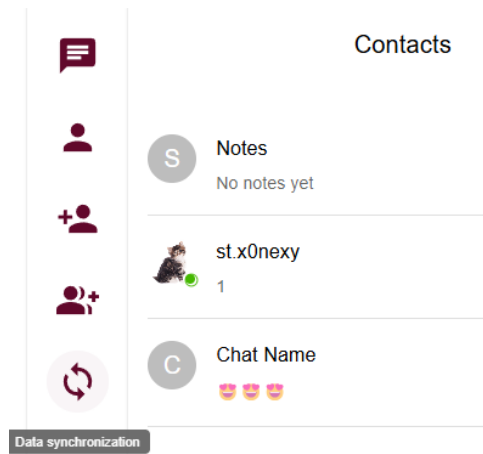 Contacts
S
Notes
No notes yet
st.x0nexy
1
C
Chat Name
😍😍😍
Data synchronization